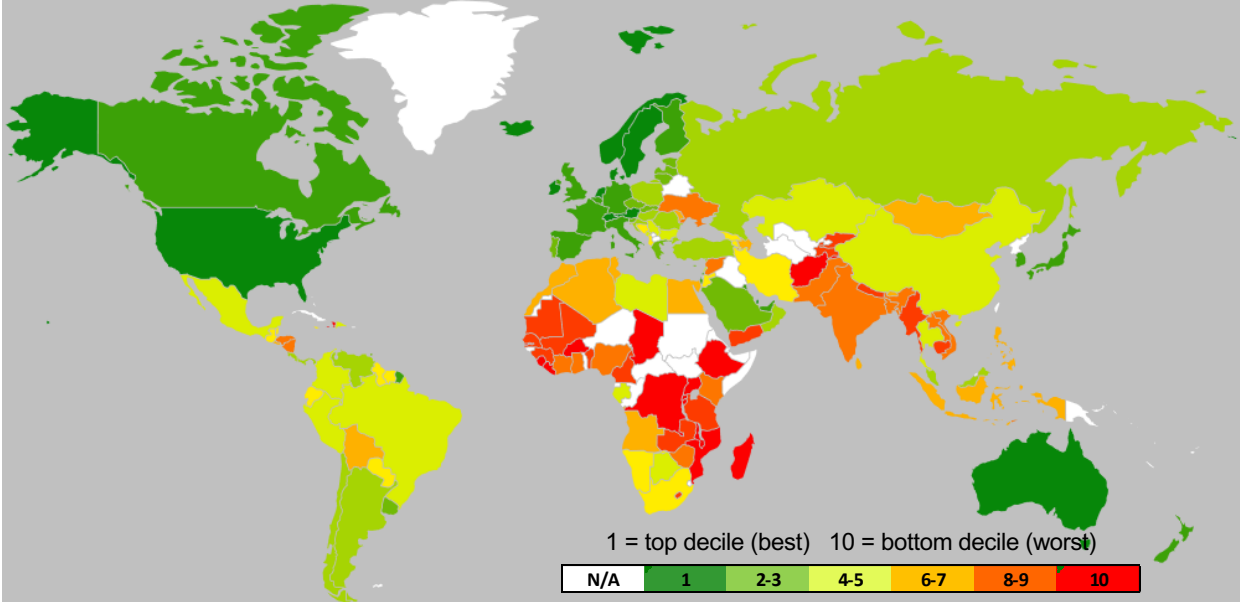 1 = top decile (best) 10 = bottom decile (worst)
N/A 1 2-3 4-5 6-7 8-9 10